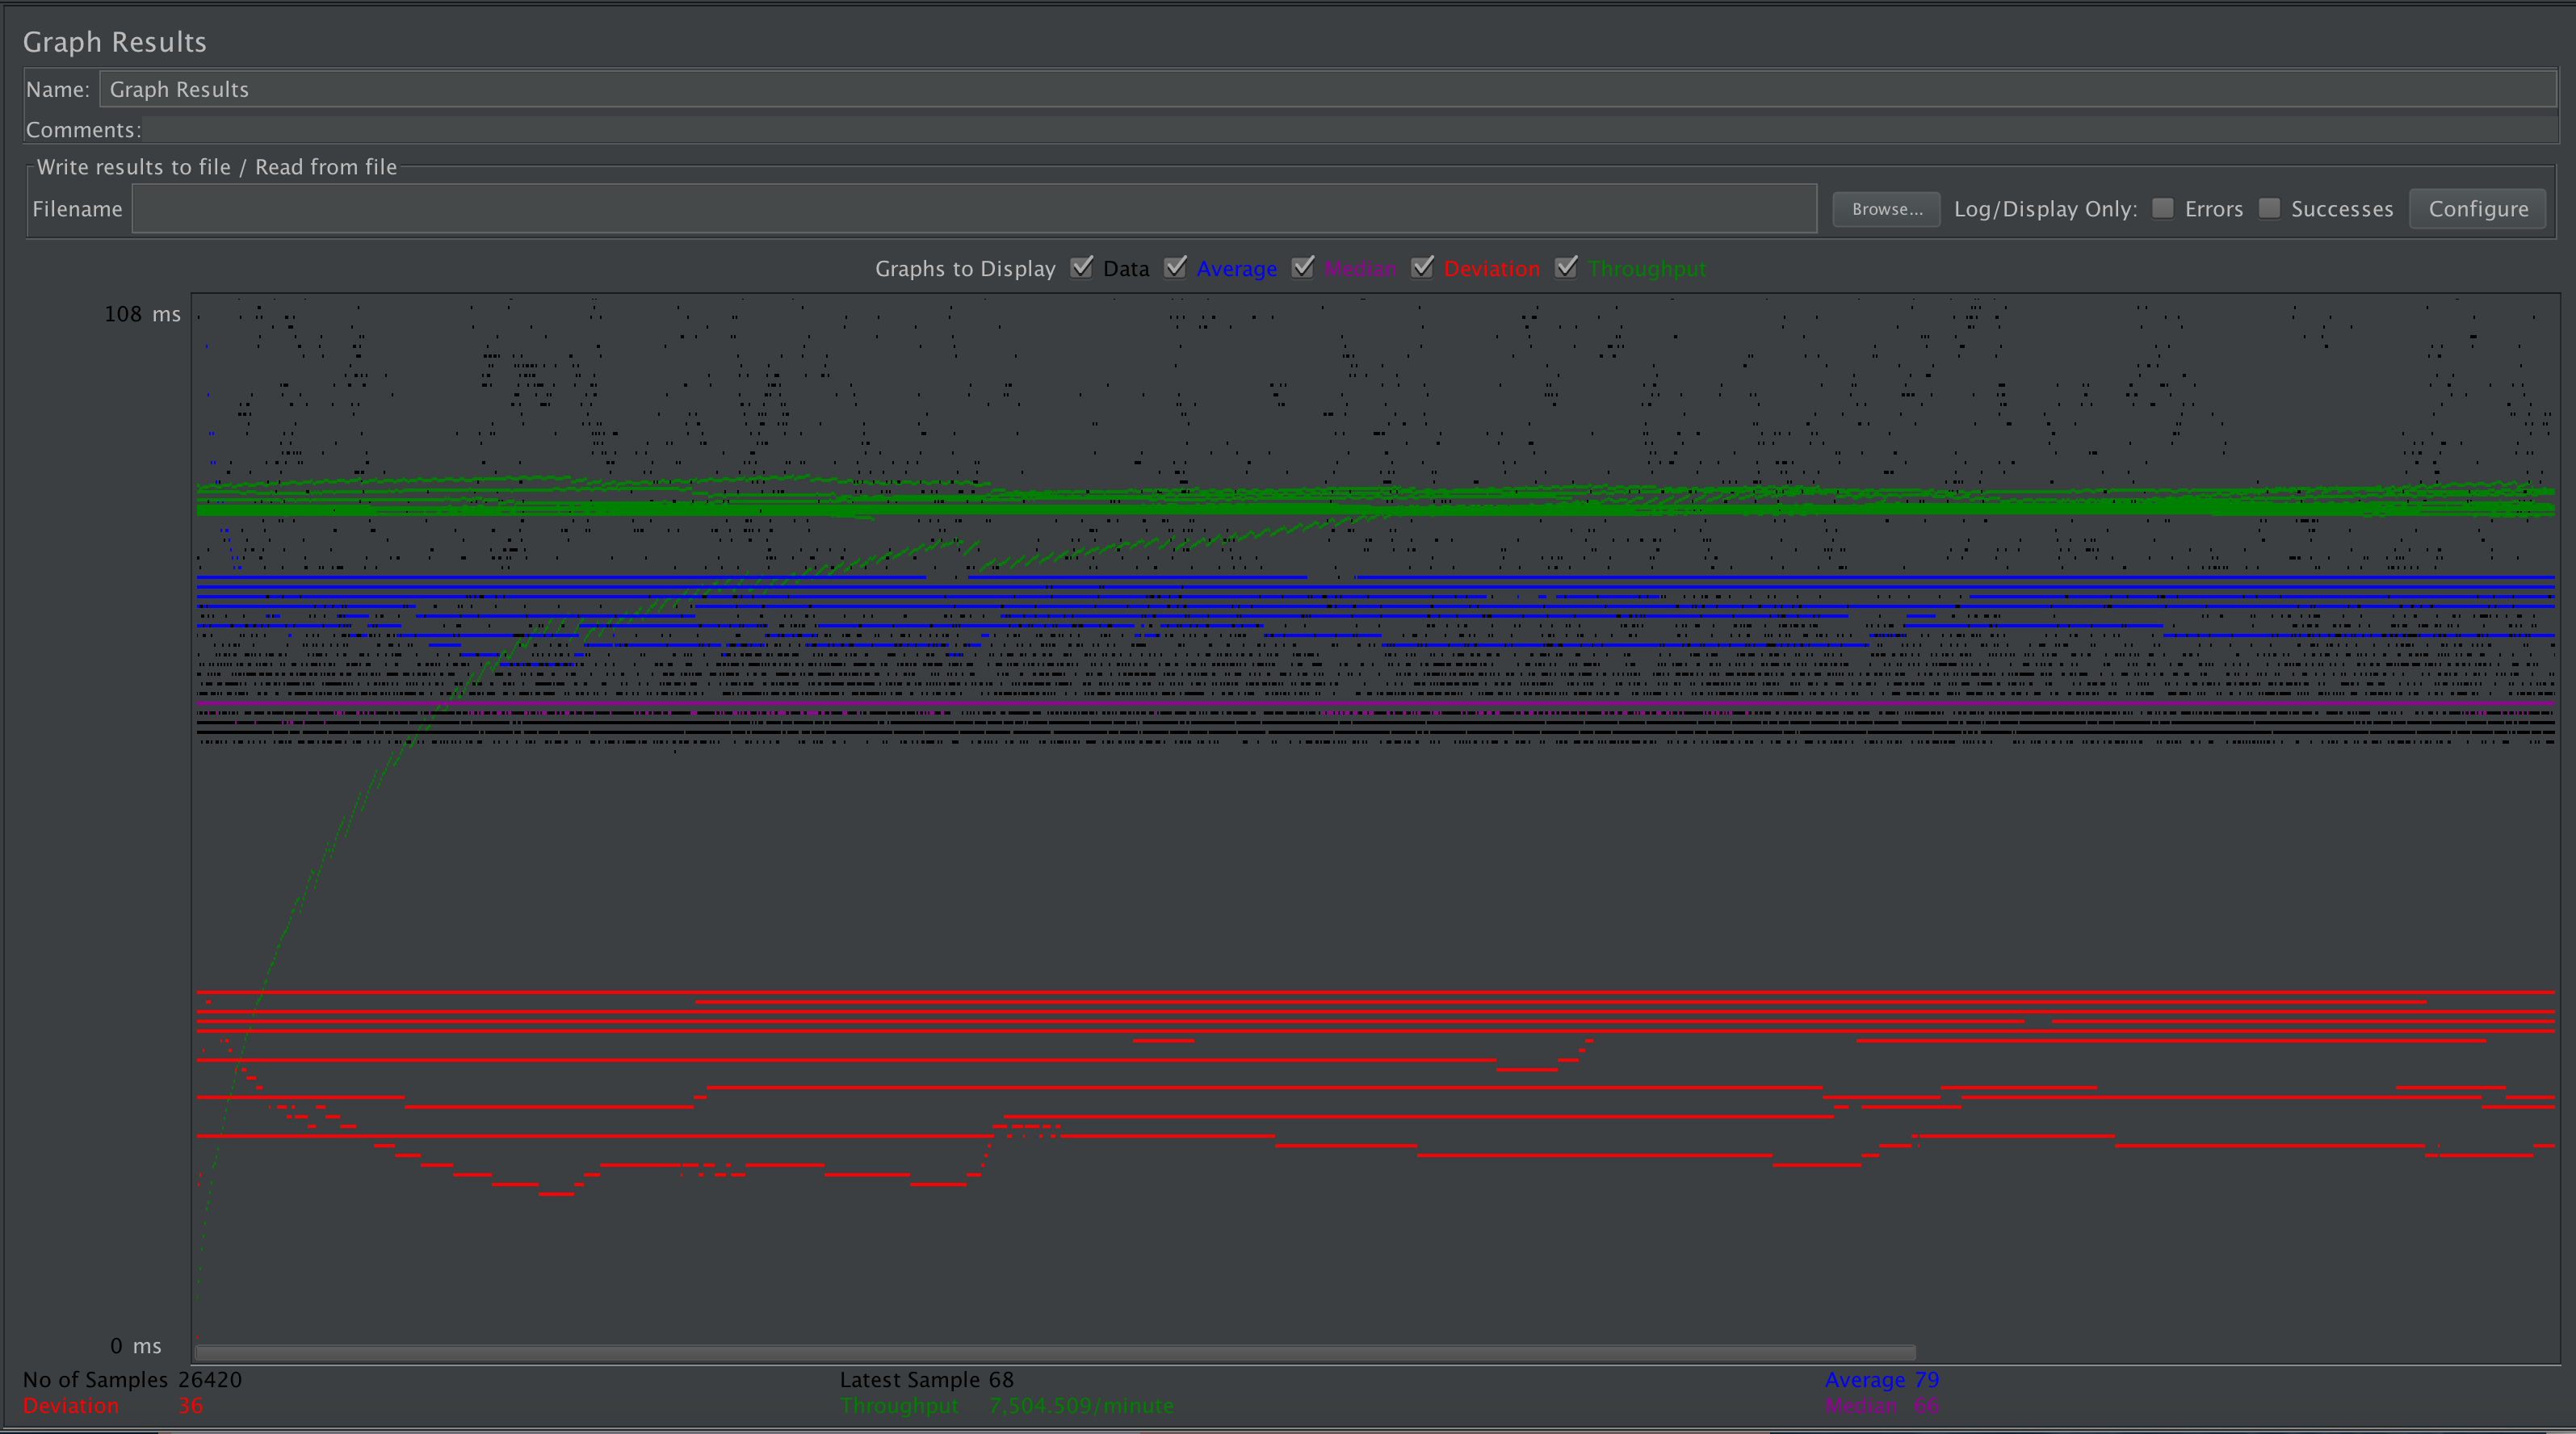 Graph Results
Name: Graph Results
Comments:
Write results to file / Read from file
Filename Browse... Log/Display Only: Errors Successes Configure
Graphs to Display Data Average Median Deviation Throughput
108 ms
0 ms
No of Samples 26420 Latest Sample 68 Average 79
Deviation 36 Throughput 7,504.509/minute Median 66